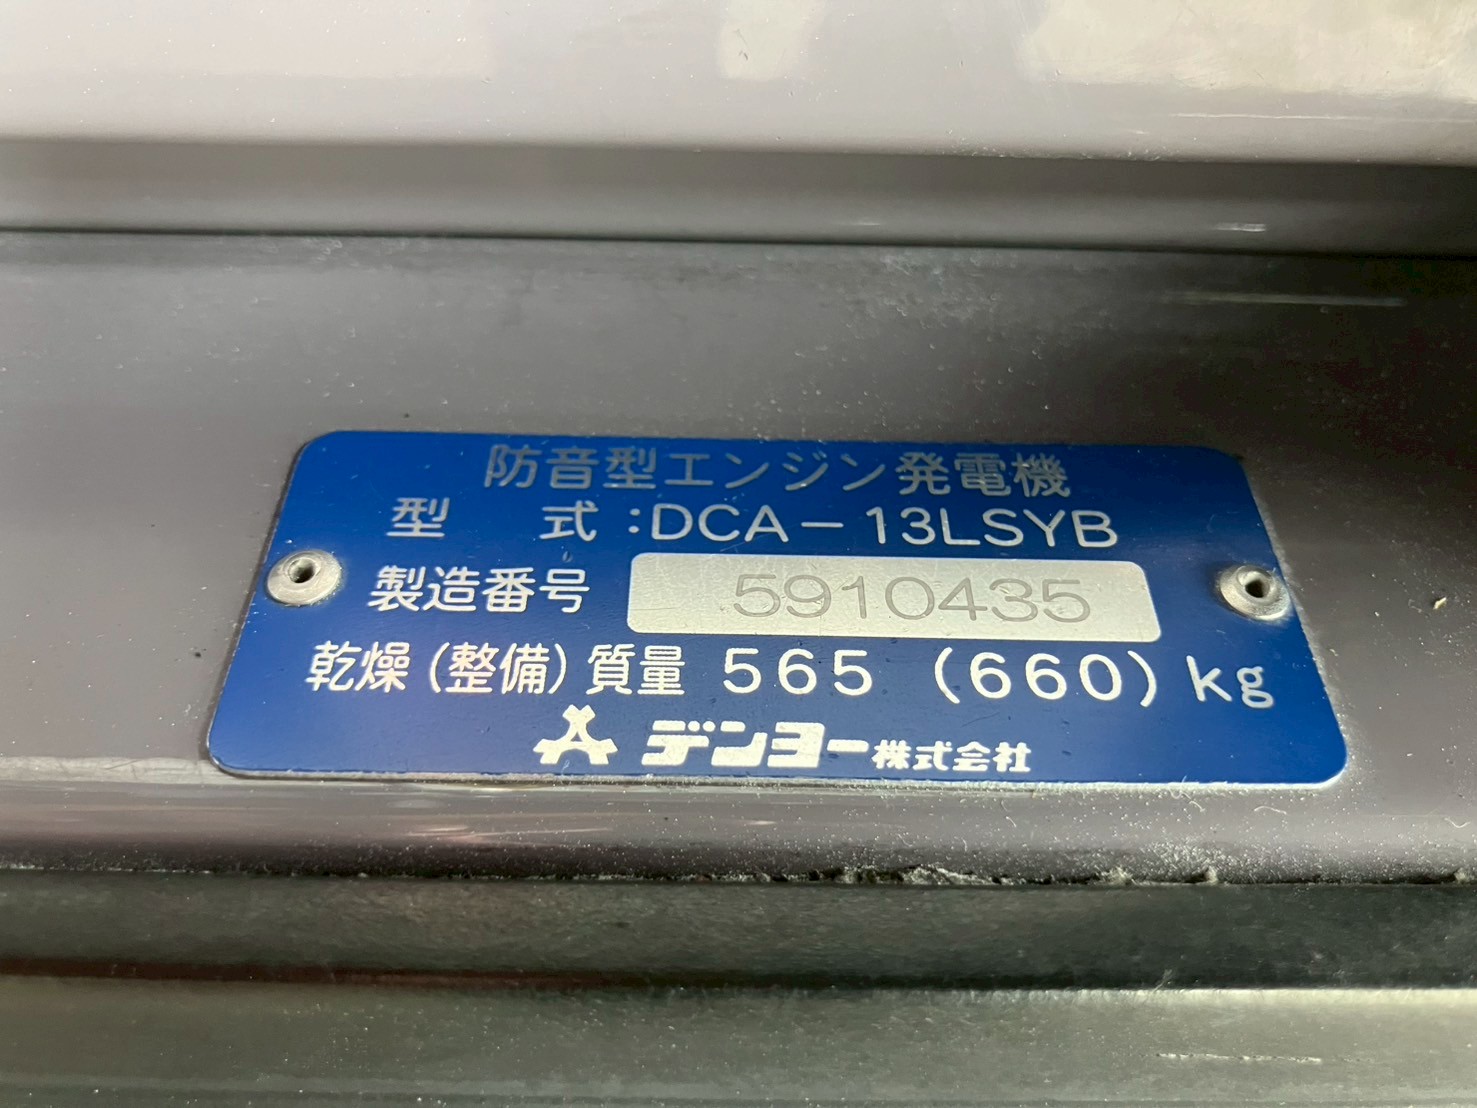 防音型エンジン発電機
型 式:DCA-13LSYB
製造番号 5910435
乾燥(整備)質量 565 (660)kg
デンヨー株式会社